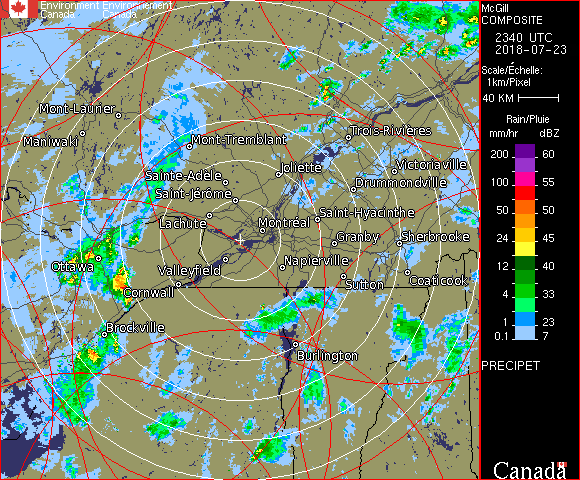 Environment Environnement
Canada Canada
McGill
COMPOSITE
2340 UTC
2018-07-23
Scale/Échelle:
1km/Pixel
40 KM
Rain/Pluie
mm/hr dBZ
200 60
100 55
50 50
24 45
12 40
4 33
1 23
0.1 7
PRECIPET
Canada
Mont-Laurier
Maniwaki
Mont-Tremblant
Trois-Rivières
Joliette
Victoriaville
Sainte-Adèle
Drummondville
Saint-Jérôme
Lachute
Saint-Hyacinthe
Montréal
Granby
Sherbrooke
Ottawa
Valleyfield
Napierville
Sutton
Coaticook
Cornwall
Brockville
Burlington